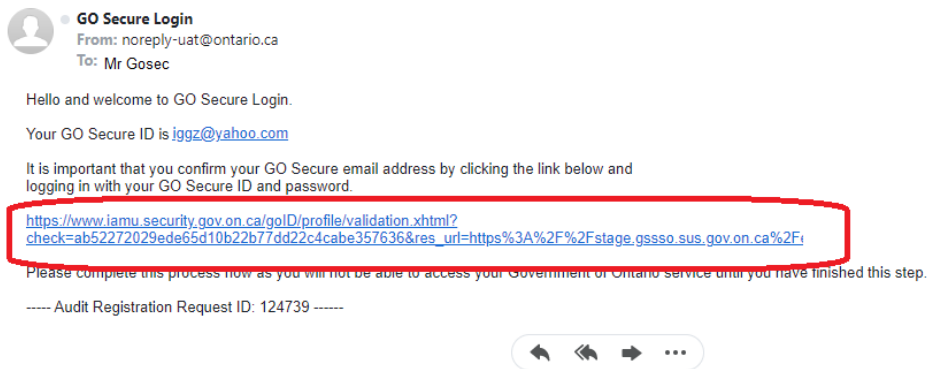 GO Secure Login
From: noreply-uat@ontario.ca
To: Mr Gosec
Hello and welcome to GO Secure Login.
Your GO Secure ID is iggz@yahoo.com
It is important that you confirm your GO Secure email address by clicking the link below and
logging in with your GO Secure ID and password.
https://www.iamu.security.gov.on.ca/goID/profile/validation.xhtml?
check=ab52272029ede65d10b22b77dd22c4cabe357636&res_url=https%3A%2F%2Fstage.gssso.sus.gov.on.ca%2F
Please complete this process now as you will not be able to access your Government of Ontario service until you have finished this step.
----- Audit Registration Request ID: 124739 ------